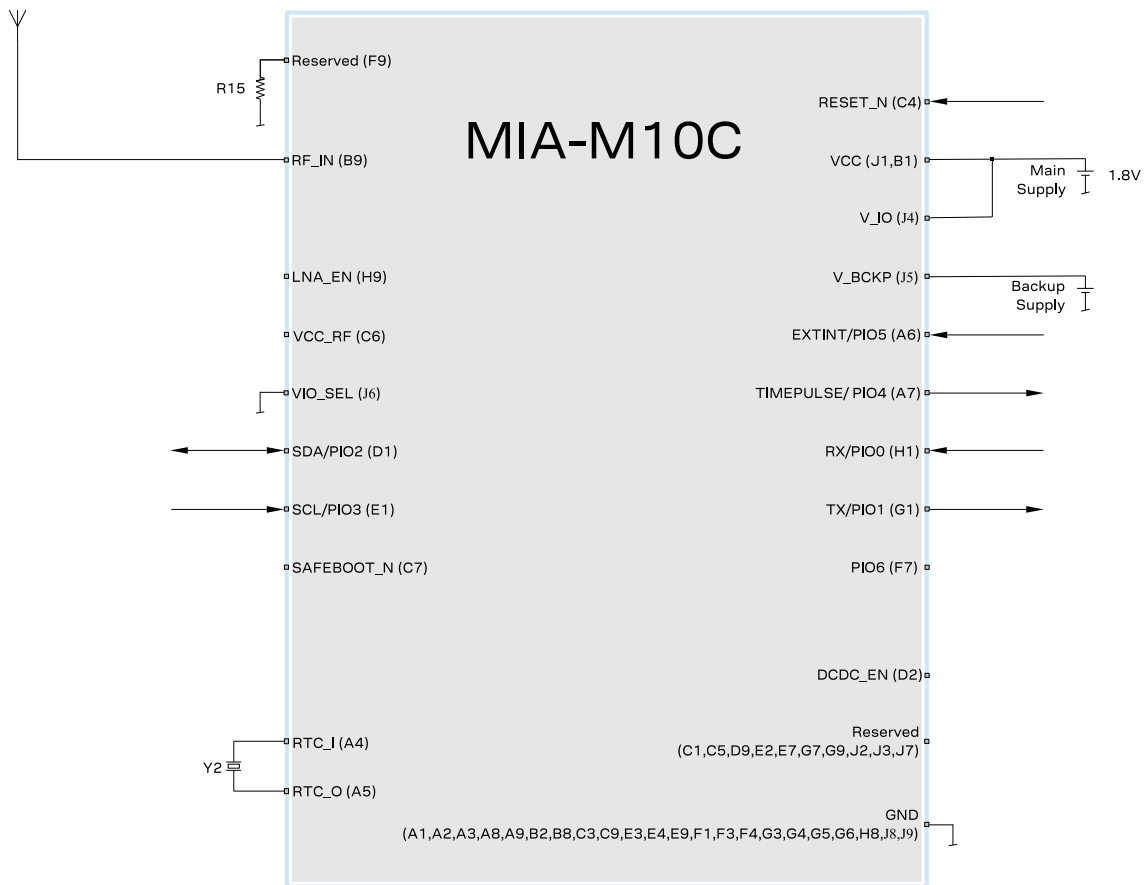 Reserved (F9)
R15
RESET_N (C4)
MIA-M10C
RF_IN (B9)
VCC (J1,B1)
Main
Supply
1.8V
V_IO (J4)
LNA_EN (H9)
V_BCKP (J5)
Backup
Supply
VCC_RF (C6)
EXTINT/PIO5 (A6)
VIO_SEL (J6)
TIMEPULSE/ PIO4 (A7)
SDA/PIO2 (D1)
RX/PIO0 (H1)
SCL/PIO3 (E1)
TX/PIO1 (G1)
SAFEBOOT_N (C7)
PIO6 (F7)
DCDC_EN (D2)
Reserved
(C1,C5,D9,E2,E7,G7,G9,J2,J3,J7)
RTC_I (A4)
Y2
RTC_O (A5)
GND
(A1,A2,A3,A8,A9,B2,B8,C3,C9,E3,E4,E9,F1,F3,F4,G3,G4,G5,G6,H8,J8,J9)